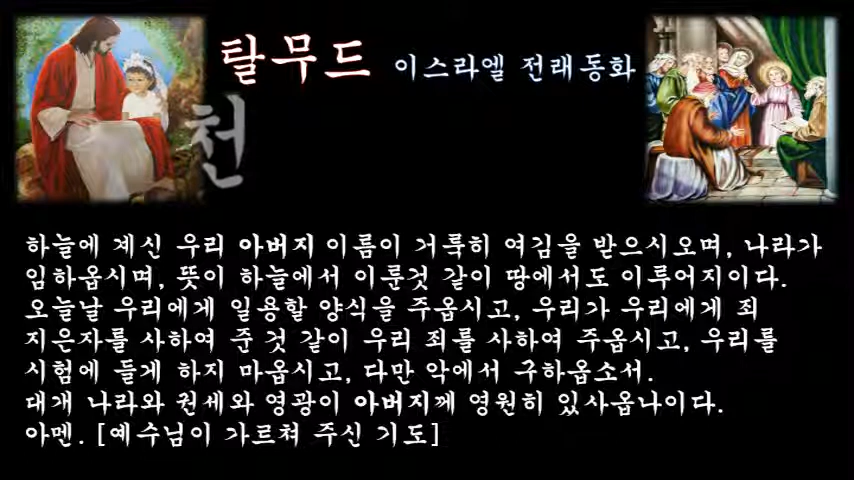 탈무드 이스라엘 전래동화
천
하늘에 계신 우리 아버지 이름이 거룩히 여김을 받으시오며, 나라가
임하옵시며, 뜻이 하늘에서 이룬것 같이 땅에서도 이루어지이다.
오늘날 우리에게 일용할 양식을 주옵시고, 우리가 우리에게 죄
지은자를 사하여 준 것 같이 우리 죄를 사하여 주옵시고, 우리를
시험에 들게 하지 마옵시고, 다만 악에서 구하옵소서.
대개 나라와 원세와 영광이 아버지께 영원히 있사옵나이다.
아멘. [예수님이 가르쳐 주신 기도]